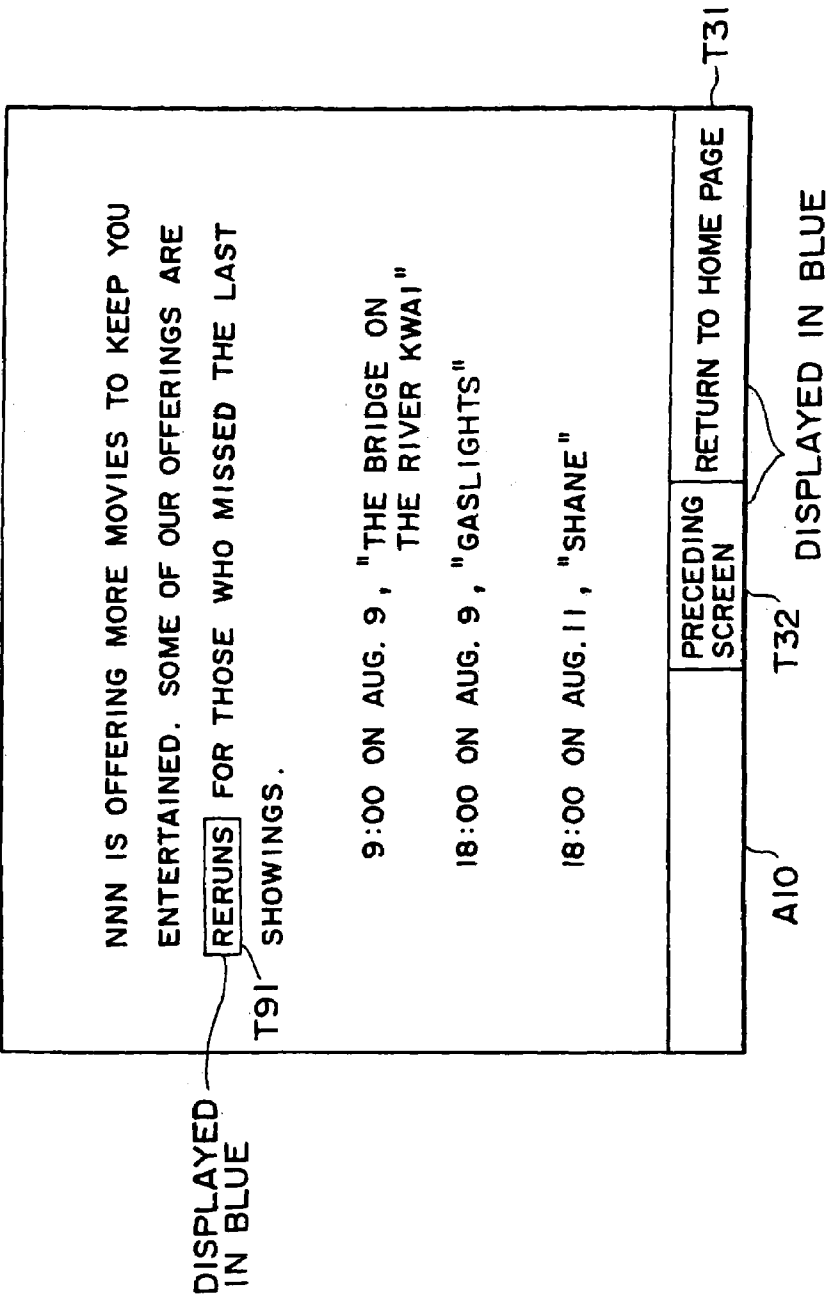 NNN IS OFFERING MORE MOVIES TO KEEP YOU
ENTERTAINED. SOME OF OUR OFFERINGS ARE
RERUNS FOR THOSE WHO MISSED THE LAST
SHOWINGS.
DISPLAYED
IN BLUE
T91
9:00 ON AUG. 9, "THE BRIDGE ON
THE RIVER KWAI"
18:00 ON AUG. 9, "GASLIGHTS"
18:00 ON AUG. 11, "SHANE"
PRECEDING
SCREEN
RETURN TO HOME PAGE
T31
A10
T32
DISPLAYED IN BLUE